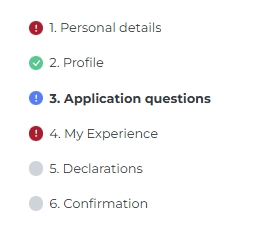 1. Personal details
2. Profile
3. Application questions
4. My Experience
5. Declarations
6. Confirmation